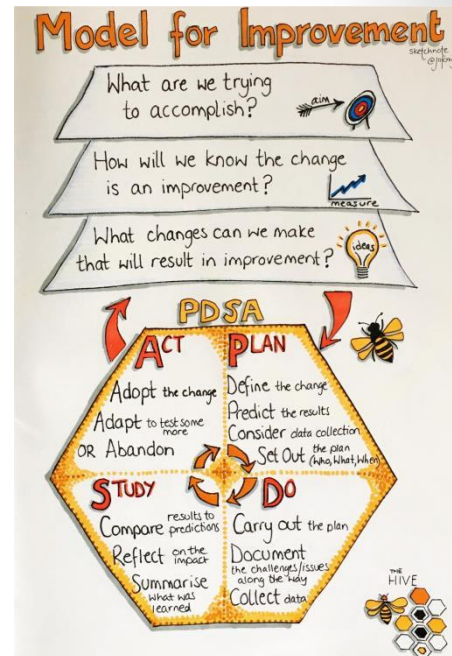 Model for Improvement
sketchnote
What are we trying
to accomplish?
aim
How will we know the change
is an improvement?
measure
What changes can we make
that will result in improvement?
ideas
PDSA
ACT
Adopt the change
Adapt to test some
more
OR Abandon
PLAN
Define the change
Predict the results
Consider data collection
Set Out the plan
(Who, What, When)
STUDY
Compare results to
predictions
Reflect on the
impact
Summarise
what was
learned
DO
Carry out the plan
Document
the challenges/issues
along the way
Collect data
THE
HIVE